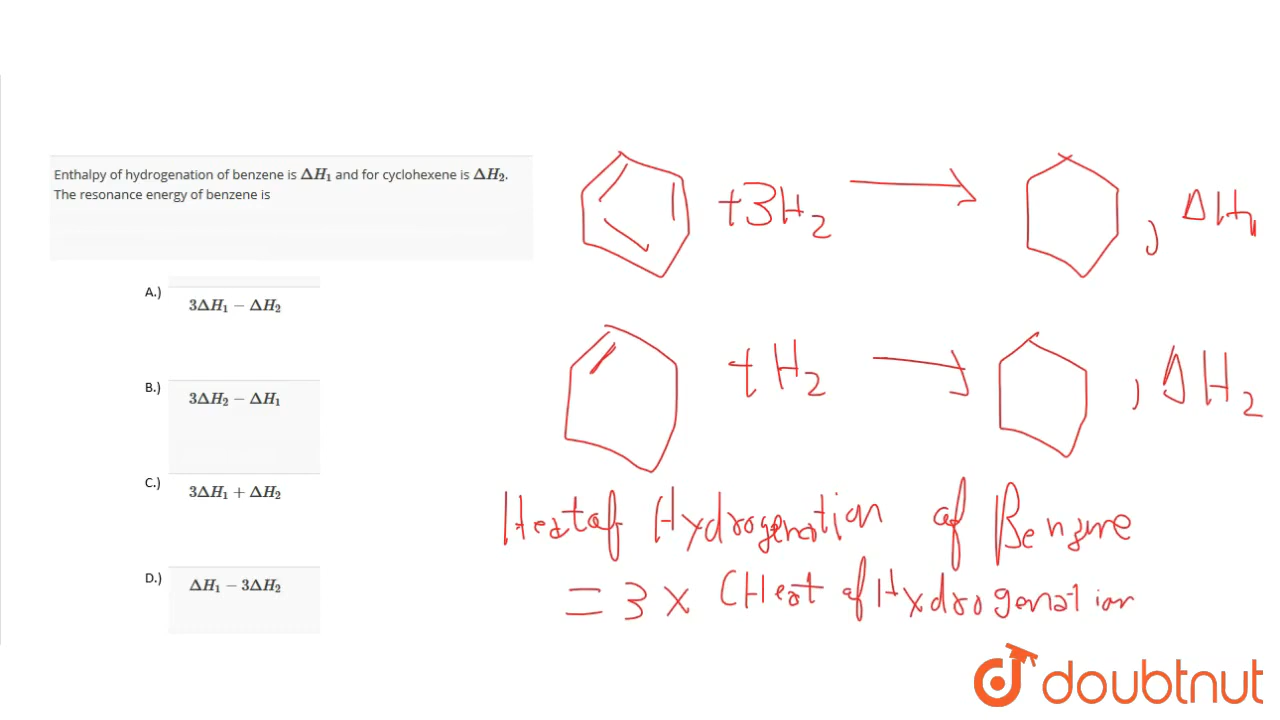 Enthalpy of hydrogenation of benzene is ΔH₁ and for cyclohexene is ΔH₂.
The resonance energy of benzene is
A.) 3ΔH₁ − ΔH₂
B.) 3ΔH₂ − ΔH₁
C.) 3ΔH₁ + ΔH₂
D.) ΔH₁ − 3ΔH₂
+3H₂ → , ΔH₁
+H₂ → , ΔH₂
Heat of Hydrogenation of Benzene
= 3 × (Heat of Hydrogenation
doubtnut